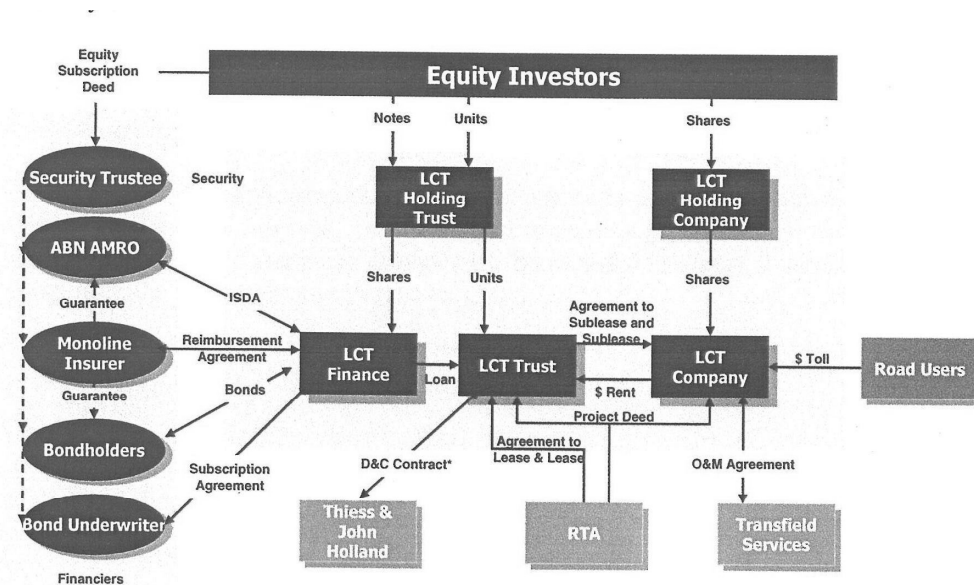 Equity
Subscription
Deed
Equity Investors
Notes
Units
Shares
Security Trustee
Security
LCT
Holding
Trust
LCT
Holding
Company
ABN AMRO
Shares
Units
Shares
Guarantee
ISDA
Agreement to
Sublease and
Sublease
Monoline
Insurer
Reimbursement
Agreement
LCT
Finance
Loan
LCT Trust
$ Rent
LCT
Company
$ Toll
Road Users
Guarantee
Bonds
Project Deed
Bondholders
Subscription
Agreement
D&C Contract*
Agreement to
Lease & Lease
O&M Agreement
Bond Underwriter
Thiess &
John
Holland
RTA
Transfield
Services
Financiers